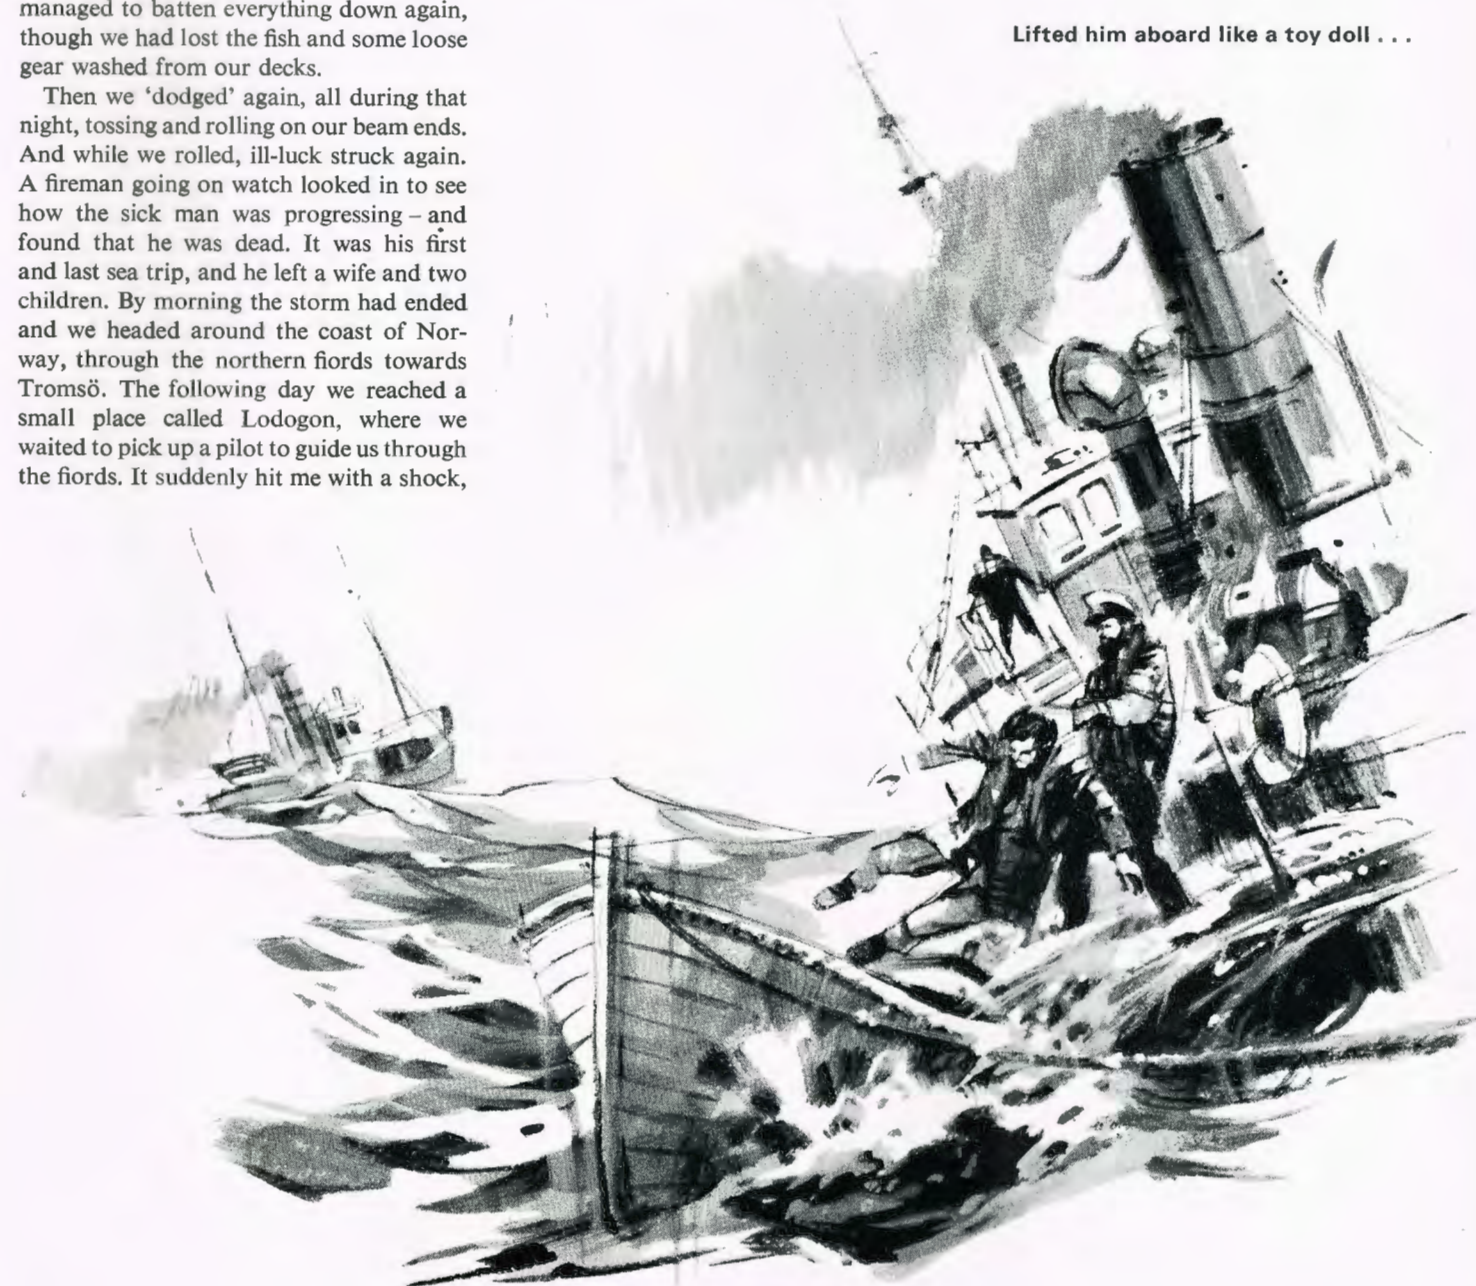 managed to batten everything down again,
though we had lost the fish and some loose
gear washed from our decks.
Then we ‘dodged’ again, all during that
night, tossing and rolling on our beam ends.
And while we rolled, ill-luck struck again.
A fireman going on watch looked in to see
how the sick man was progressing – and
found that he was dead. It was his first
and last sea trip, and he left a wife and two
children. By morning the storm had ended
and we headed around the coast of Nor-
way, through the northern fiords towards
Tromsö. The following day we reached a
small place called Lodogon, where we
waited to pick up a pilot to guide us through
the fiords. It suddenly hit me with a shock,
Lifted him aboard like a toy doll . . .